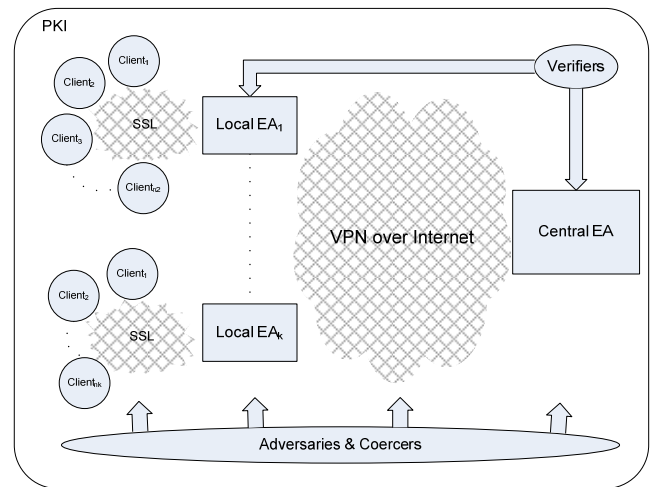 PKI
Client1
Client2
Client3
Clientn2
SSL
Local EA1
Verifiers
VPN over Internet
Central EA
Client1
Client2
Clientnk
SSL
Local EAk
Adversaries & Coercers